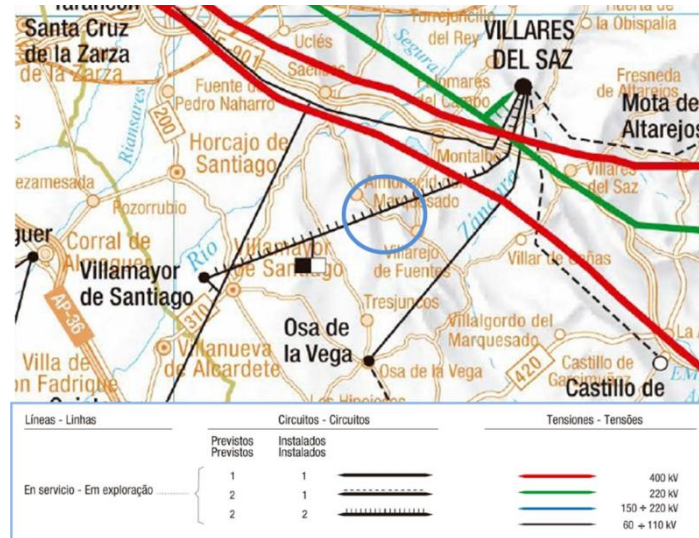 Tarancón
Santa Cruz
de la Zarza
de la Zarza
Uclés
Torrejoncillo
del Rey
Huerta de
la Obispalía
VILLARES
DEL SAZ
E-901
Segura
Saelices
Palomares
del Campo
Fresneda
de Altarejos
Fuente de
Pedro Naharro
Riansares
200
Mota de
Altarejos
Horcajo de
Santiago
Montalbo
Villares
del Saz
Almonacid del
Marquesado
Záncara
Pozorrubio
Corral de
Río
Villamayor
de Santiago
Villamayor
de Santiago
Villarejo
de Fuentes
Villar de Cañas
AP-36
310
Tresjuncos
Osa de
la Vega
Osa de la Vega
Villalgordo del
Marquesado
420
Villanueva
de Alcardete
Villa de
Castillo de
Castillo de
Líneas - Linhas
Circuitos - Circuitos
Tensiones - Tensões
Previstos Instalados
Previstos Instalados
En servicio - Em exploração
1 1
2 1
2 2
400 kV
220 kV
150 ÷ 220 kV
60 ÷ 110 kV